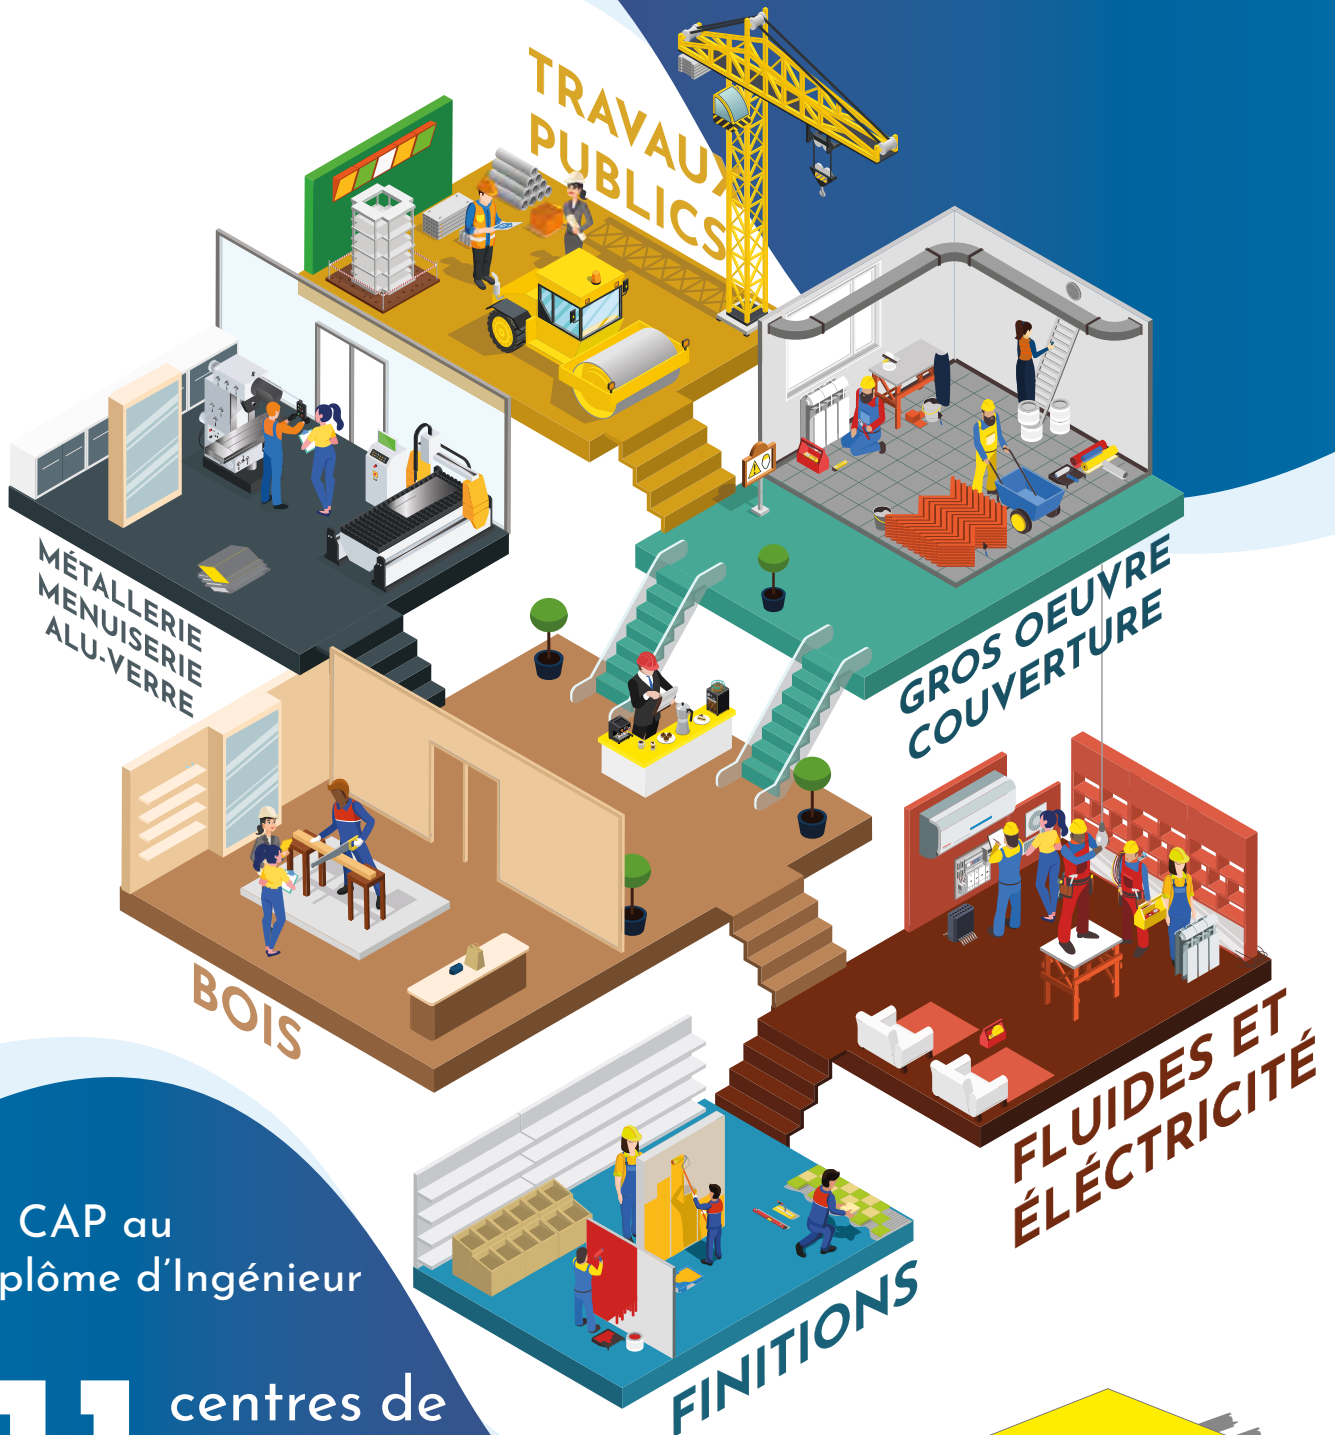 TRAVAUX
PUBLICS
MÉTALLERIE
MENUISERIE
ALU-VERRE
GROS OEUVRE
COUVERTURE
BOIS
FLUIDES ET
ÉLÉCTRICITÉ
FINITIONS
CAP au
plôme d'Ingénieur
11 centres de